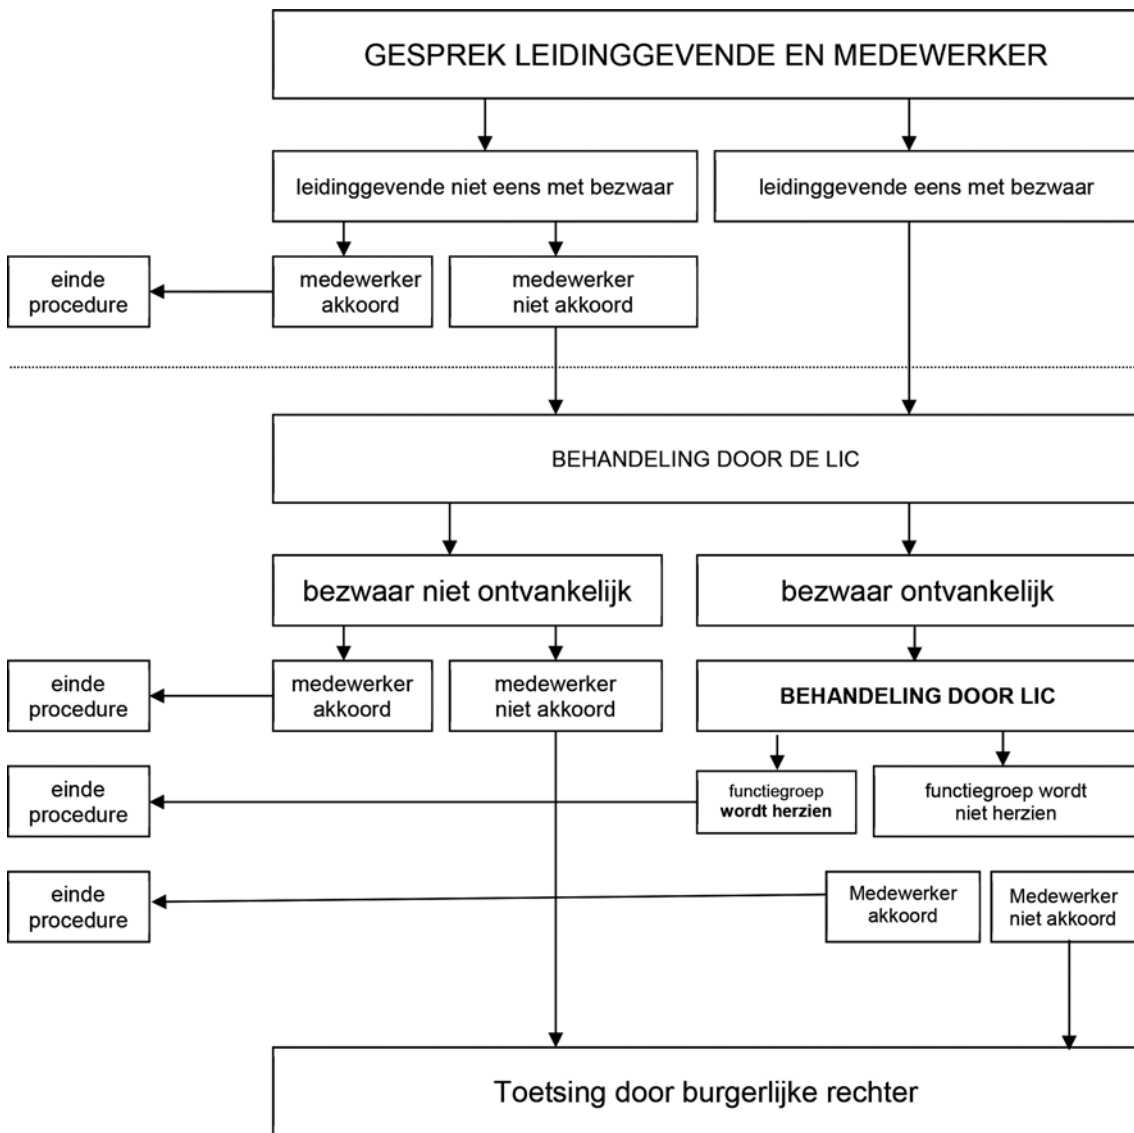 GESPREK LEIDINGGEVENDE EN MEDEWERKER
leidinggevende niet eens met bezwaar
leidinggevende eens met bezwaar
einde
procedure
medewerker
akkoord
medewerker
niet akkoord
BEHANDELING DOOR DE LIC
bezwaar niet ontvankelijk
bezwaar ontvankelijk
einde
procedure
medewerker
akkoord
medewerker
niet akkoord
BEHANDELING DOOR LIC
einde
procedure
functiegroep
wordt herzien
functiegroep wordt
niet herzien
einde
procedure
Medewerker
akkoord
Medewerker
niet akkoord
Toetsing door burgerlijke rechter